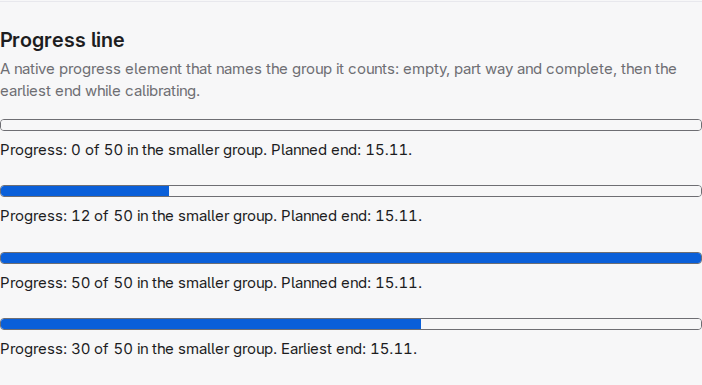 Progress line
A native progress element that names the group it counts: empty, part way and complete, then the
earliest end while calibrating.
Progress: 0 of 50 in the smaller group. Planned end: 15.11.
Progress: 12 of 50 in the smaller group. Planned end: 15.11.
Progress: 50 of 50 in the smaller group. Planned end: 15.11.
Progress: 30 of 50 in the smaller group. Earliest end: 15.11.